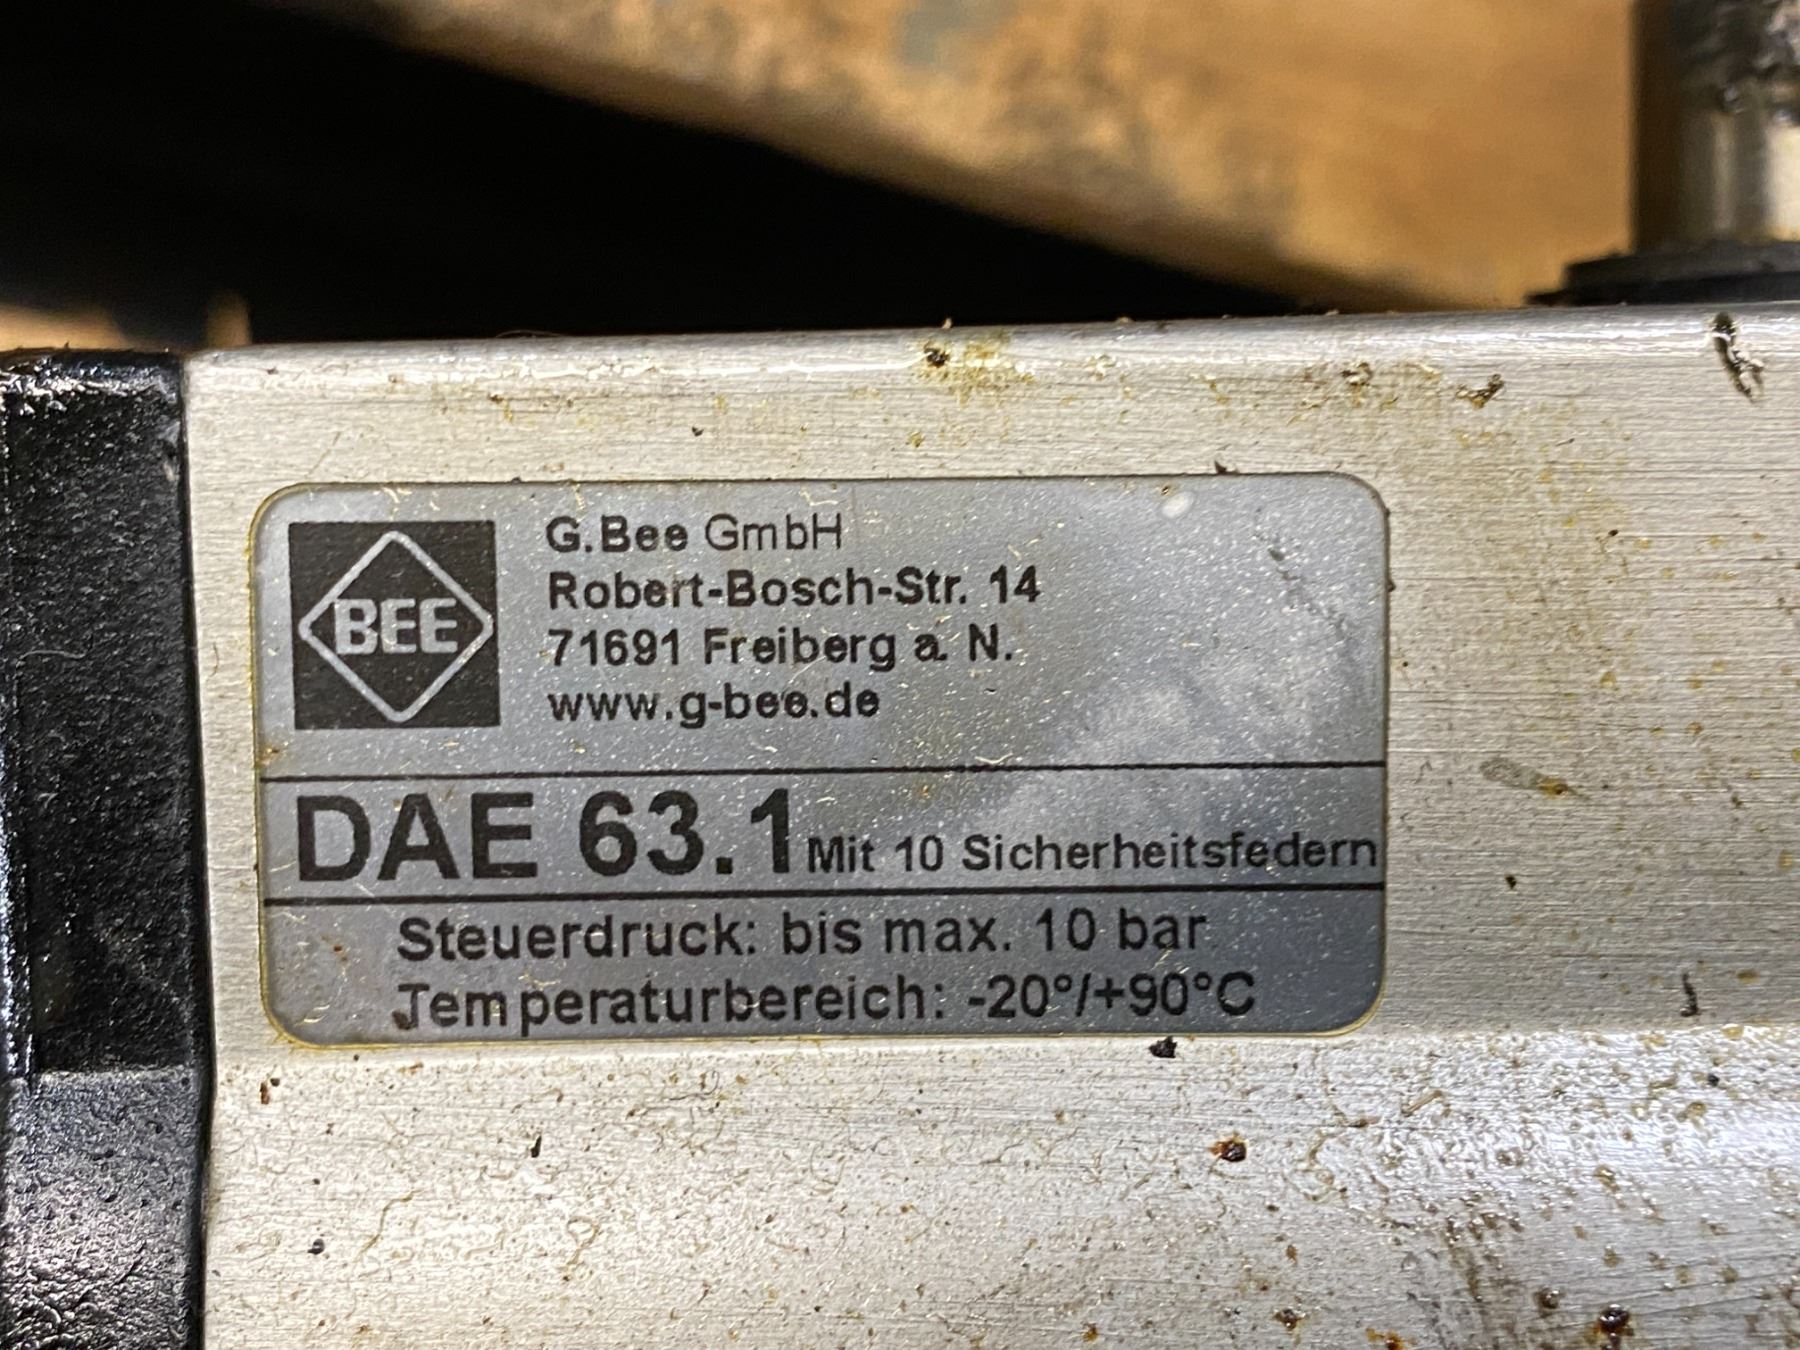 BEE
G.Bee GmbH
Robert-Bosch-Str. 14
71691 Freiberg a. N.
www.g-bee.de
DAE 63.1 Mit 10 Sicherheitsfedern
Steuerdruck: bis max. 10 bar
Temperaturbereich: -20°/+90°C